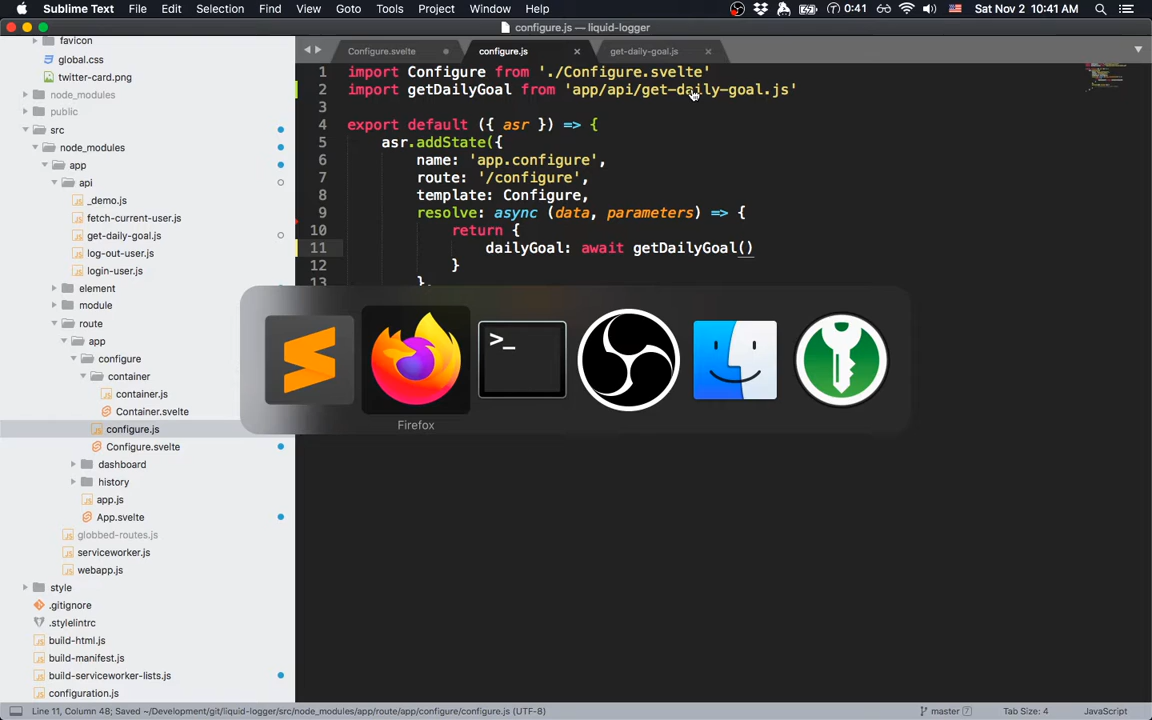 Sublime Text File Edit Selection Find View Goto Tools Project Window Help 0:41 Sat Nov 2 10:41 AM
configure.js — liquid-logger
favicon
global.css
twitter-card.png
node_modules
public
src
node_modules
app
api
_demo.js
fetch-current-user.js
get-daily-goal.js
log-out-user.js
login-user.js
element
module
route
app
configure
container
container.js
Container.svelte
configure.js
Configure.svelte
dashboard
history
app.js
App.svelte
globbed-routes.js
serviceworker.js
webapp.js
style
.gitignore
.stylelintrc
build-html.js
build-manifest.js
build-serviceworker-lists.js
configuration.js
Configure.svelte configure.js get-daily-goal.js
1 import Configure from './Configure.svelte'
2 import getDailyGoal from 'app/api/get-daily-goal.js'
3
4 export default ({ asr }) => {
5 asr.addState({
6 name: 'app.configure',
7 route: '/configure',
8 template: Configure,
9 resolve: async (data, parameters) => {
10 return {
11 dailyGoal: await getDailyGoal()
12 }
13 },
>_
Firefox
Line 11, Column 48; Saved ~/Development/git/liquid-logger/src/node_modules/app/route/app/configure/configure.js (UTF-8) master 7 Tab Size: 4 JavaScript